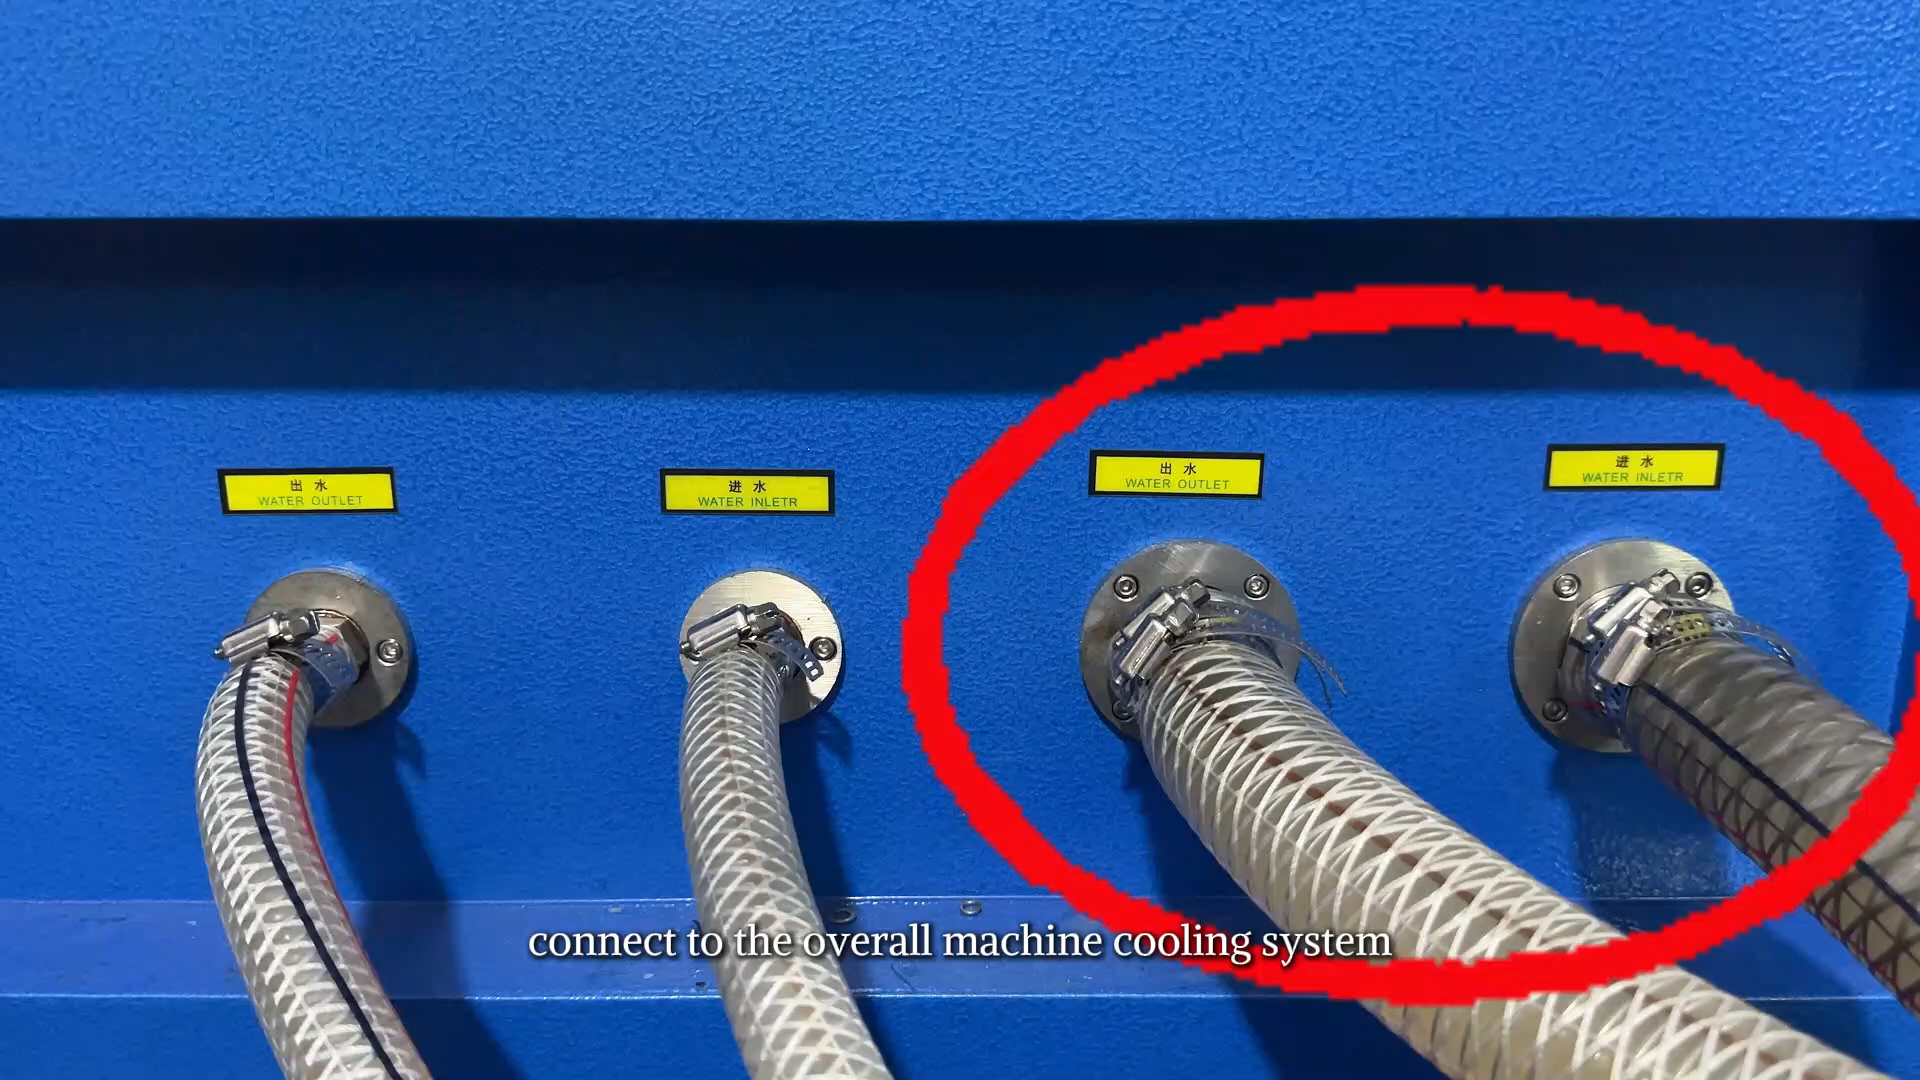 出水
WATER OUTLET
进水
WATER INLETR
出水
WATER OUTLET
进水
WATER INLETR
connect to the overall machine cooling system